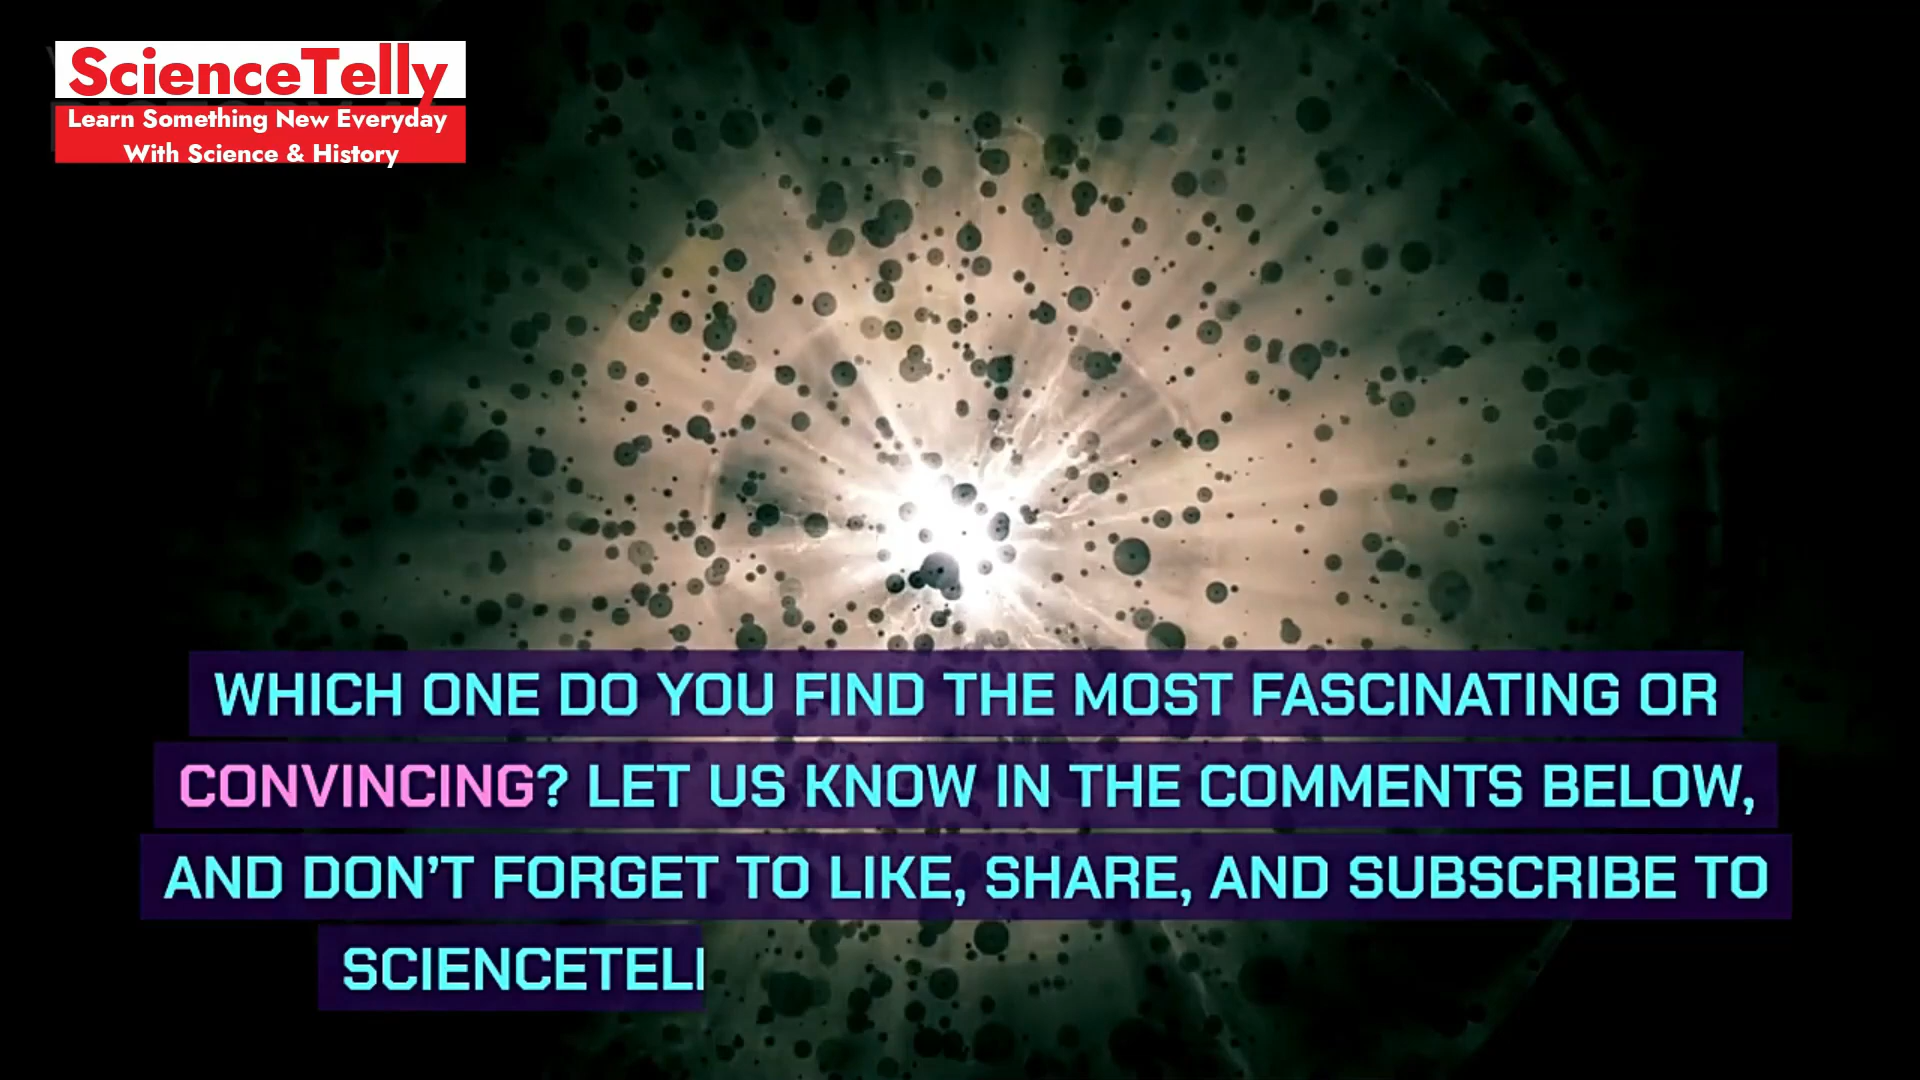 ScienceTelly
Learn Something New Everyday
With Science & History
WHICH ONE DO YOU FIND THE MOST FASCINATING OR
CONVINCING? LET US KNOW IN THE COMMENTS BELOW,
AND DON'T FORGET TO LIKE, SHARE, AND SUBSCRIBE TO
SCIENCETEL